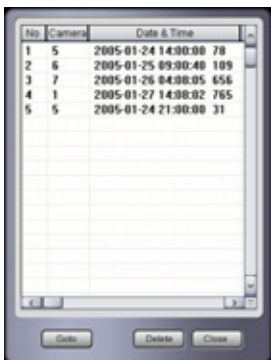 No Camera Date & Time
1 5 2005-01-24 14:00:00 78
2 6 2005-01-25 09:00:40 109
3 7 2005-01-26 04:08:05 656
4 1 2005-01-27 14:08:02 765
5 5 2005-01-24 21:00:00 31
Goto Delete Close